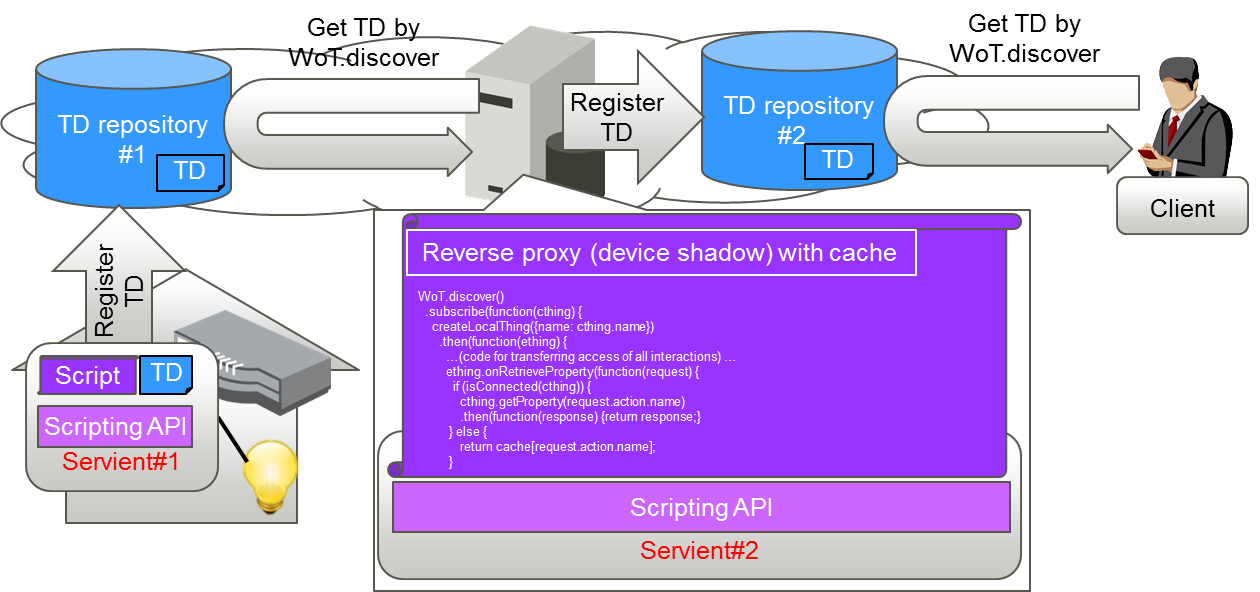 Get TD by
WoT.discover
Get TD by
WoT.discover
TD repository
#1
TD
Register
TD
TD repository
#2
TD
Client
Register
TD
Reverse proxy (device shadow) with cache
WoT.discover()
.subscribe(function(cthing) {
createLocalThing({name: cthing.name})
.then(function(ething) {
…(code for transferring access of all interactions) …
ething.onRetrieveProperty(function(request) {
if (isConnected(cthing)) {
cthing.getProperty(request.action.name)
.then(function(response) {return response;}
} else {
return cache[request.action.name];
}
Script
TD
Scripting API
Servient#1
Scripting API
Servient#2